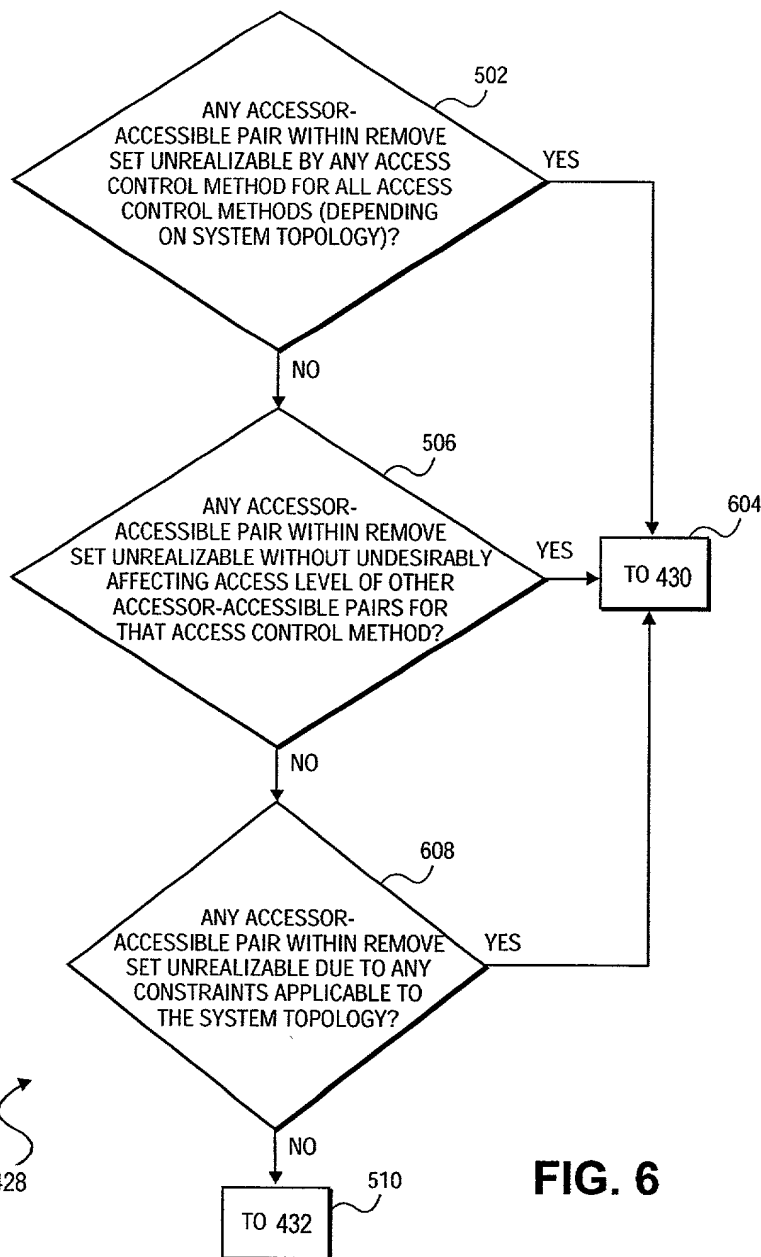 502
ANY ACCESSOR-
ACCESSIBLE PAIR WITHIN REMOVE
SET UNREALIZABLE BY ANY ACCESS
CONTROL METHOD FOR ALL ACCESS
CONTROL METHODS (DEPENDING
ON SYSTEM TOPOLOGY)?
YES
NO
506
ANY ACCESSOR-
ACCESSIBLE PAIR WITHIN REMOVE
SET UNREALIZABLE WITHOUT UNDESIRABLY
AFFECTING ACCESS LEVEL OF OTHER
ACCESSOR-ACCESSIBLE PAIRS FOR
THAT ACCESS CONTROL METHOD?
YES
604
TO 430
NO
608
ANY ACCESSOR-
ACCESSIBLE PAIR WITHIN REMOVE
SET UNREALIZABLE DUE TO ANY
CONSTRAINTS APPLICABLE TO
THE SYSTEM TOPOLOGY?
YES
NO
428
510
TO 432
FIG. 6